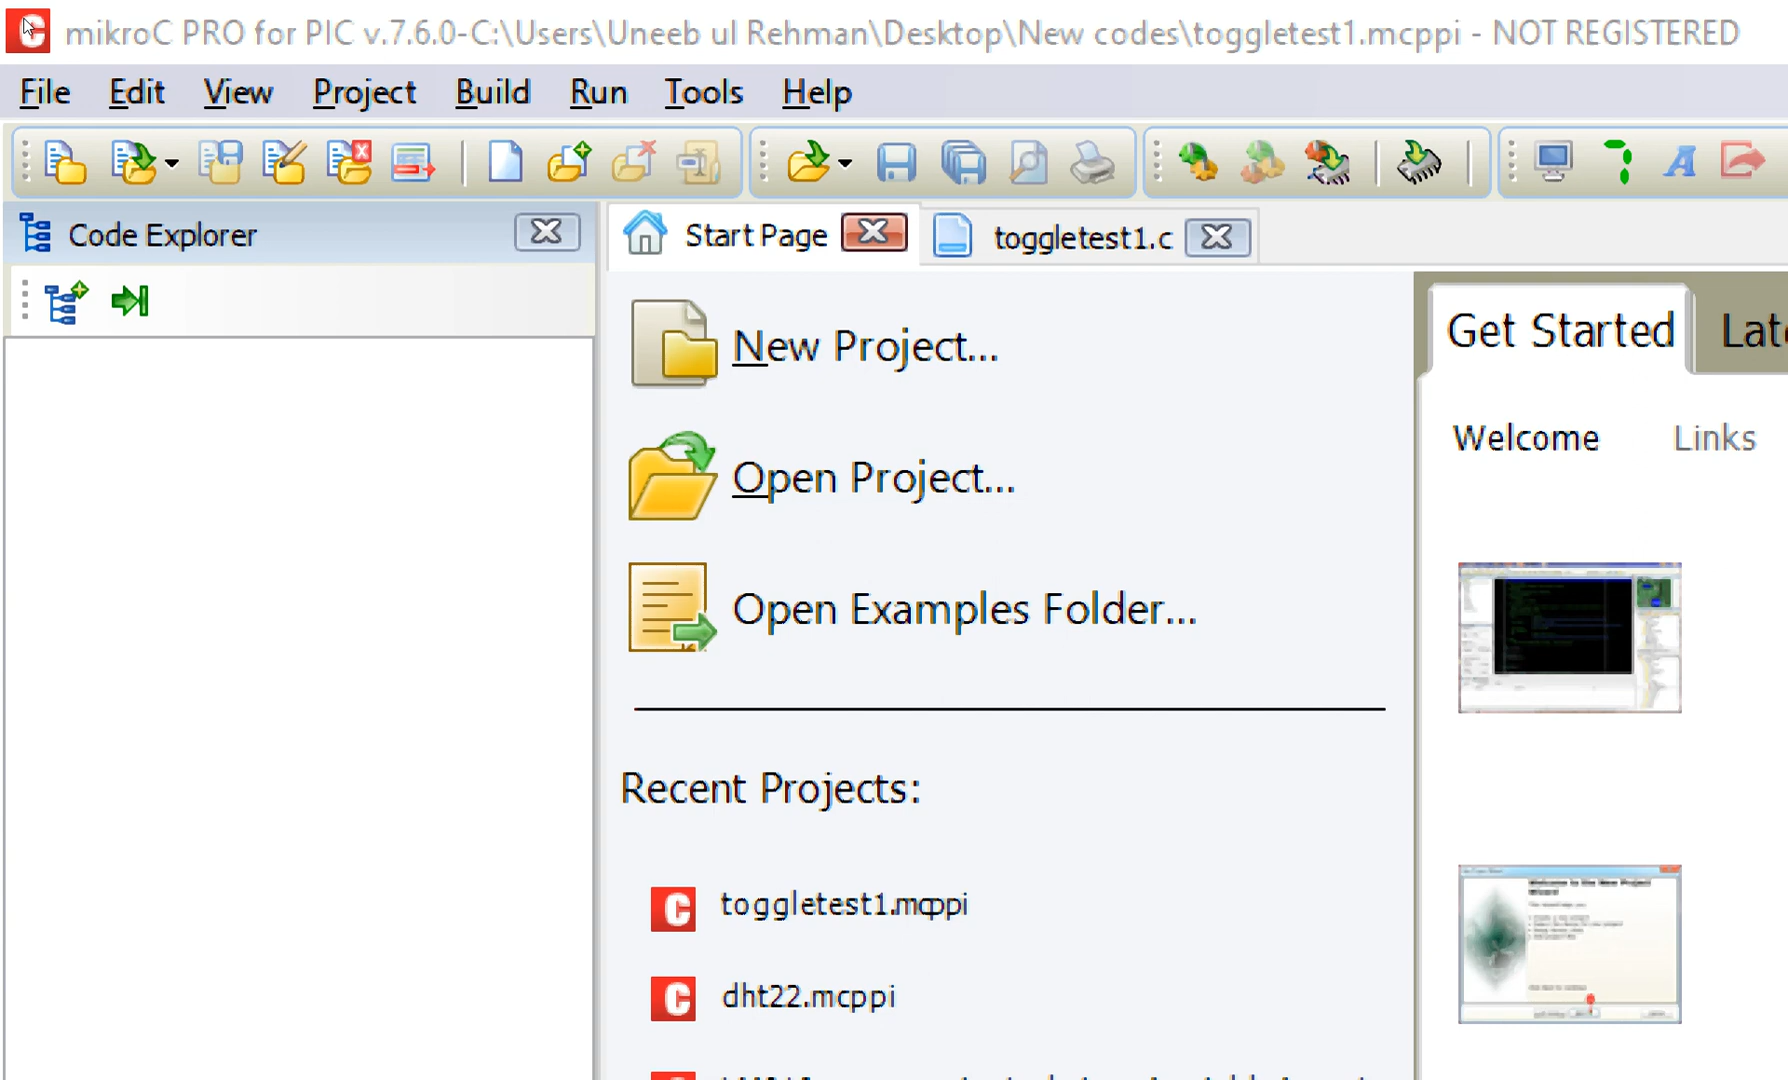 mikroC PRO for PIC v.7.6.0-C:\Users\Uneeb ul Rehman\Desktop\New codes\toggletest1.mcppi - NOT REGISTERED
File Edit View Project Build Run Tools Help
Code Explorer
Start Page
toggletest1.c
New Project...
Get Started
Welcome Links
Open Project...
Open Examples Folder...
Recent Projects:
toggletest1.mcppi
dht22.mcppi